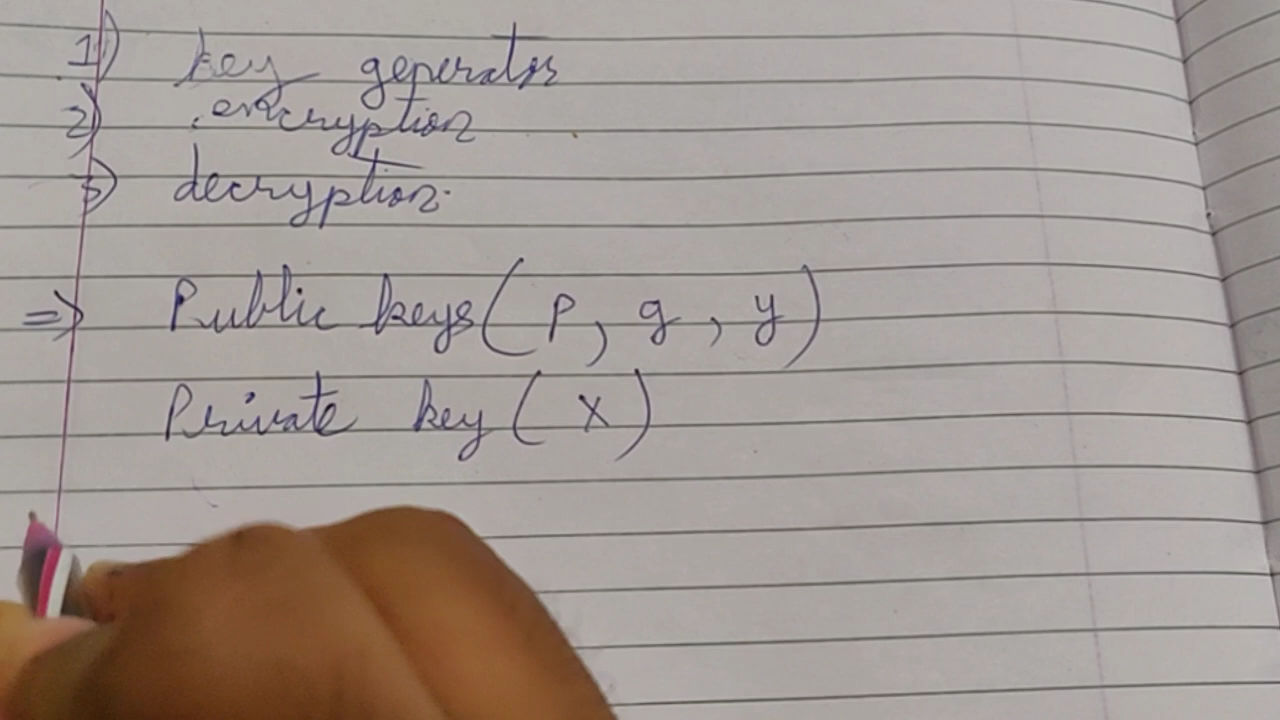 1) key generator
2) encryption
3) decryption.
=> Public keys (P, g, y)
Private key (x)